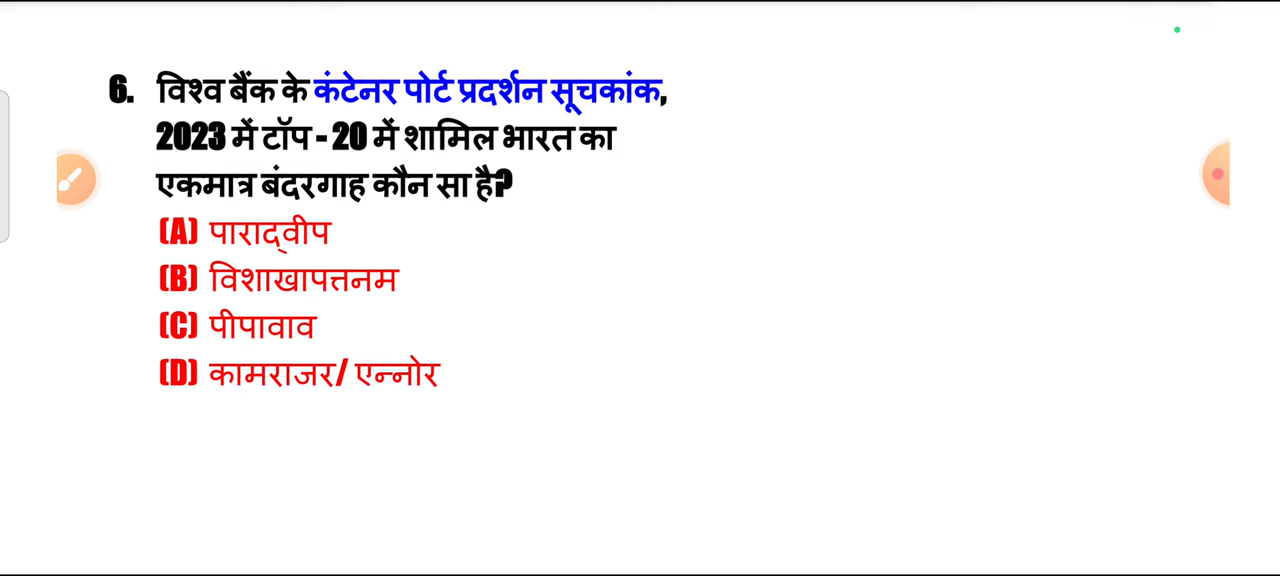 6. विश्व बैंक के कंटेनर पोर्ट प्रदर्शन सूचकांक,
2023 में टॉप - 20 में शामिल भारत का
एकमात्र बंदरगाह कौन सा है?
(A) पाराद्वीप
(B) विशाखापत्तनम
(C) पीपावाव
(D) कामराजर/ एन्नोर